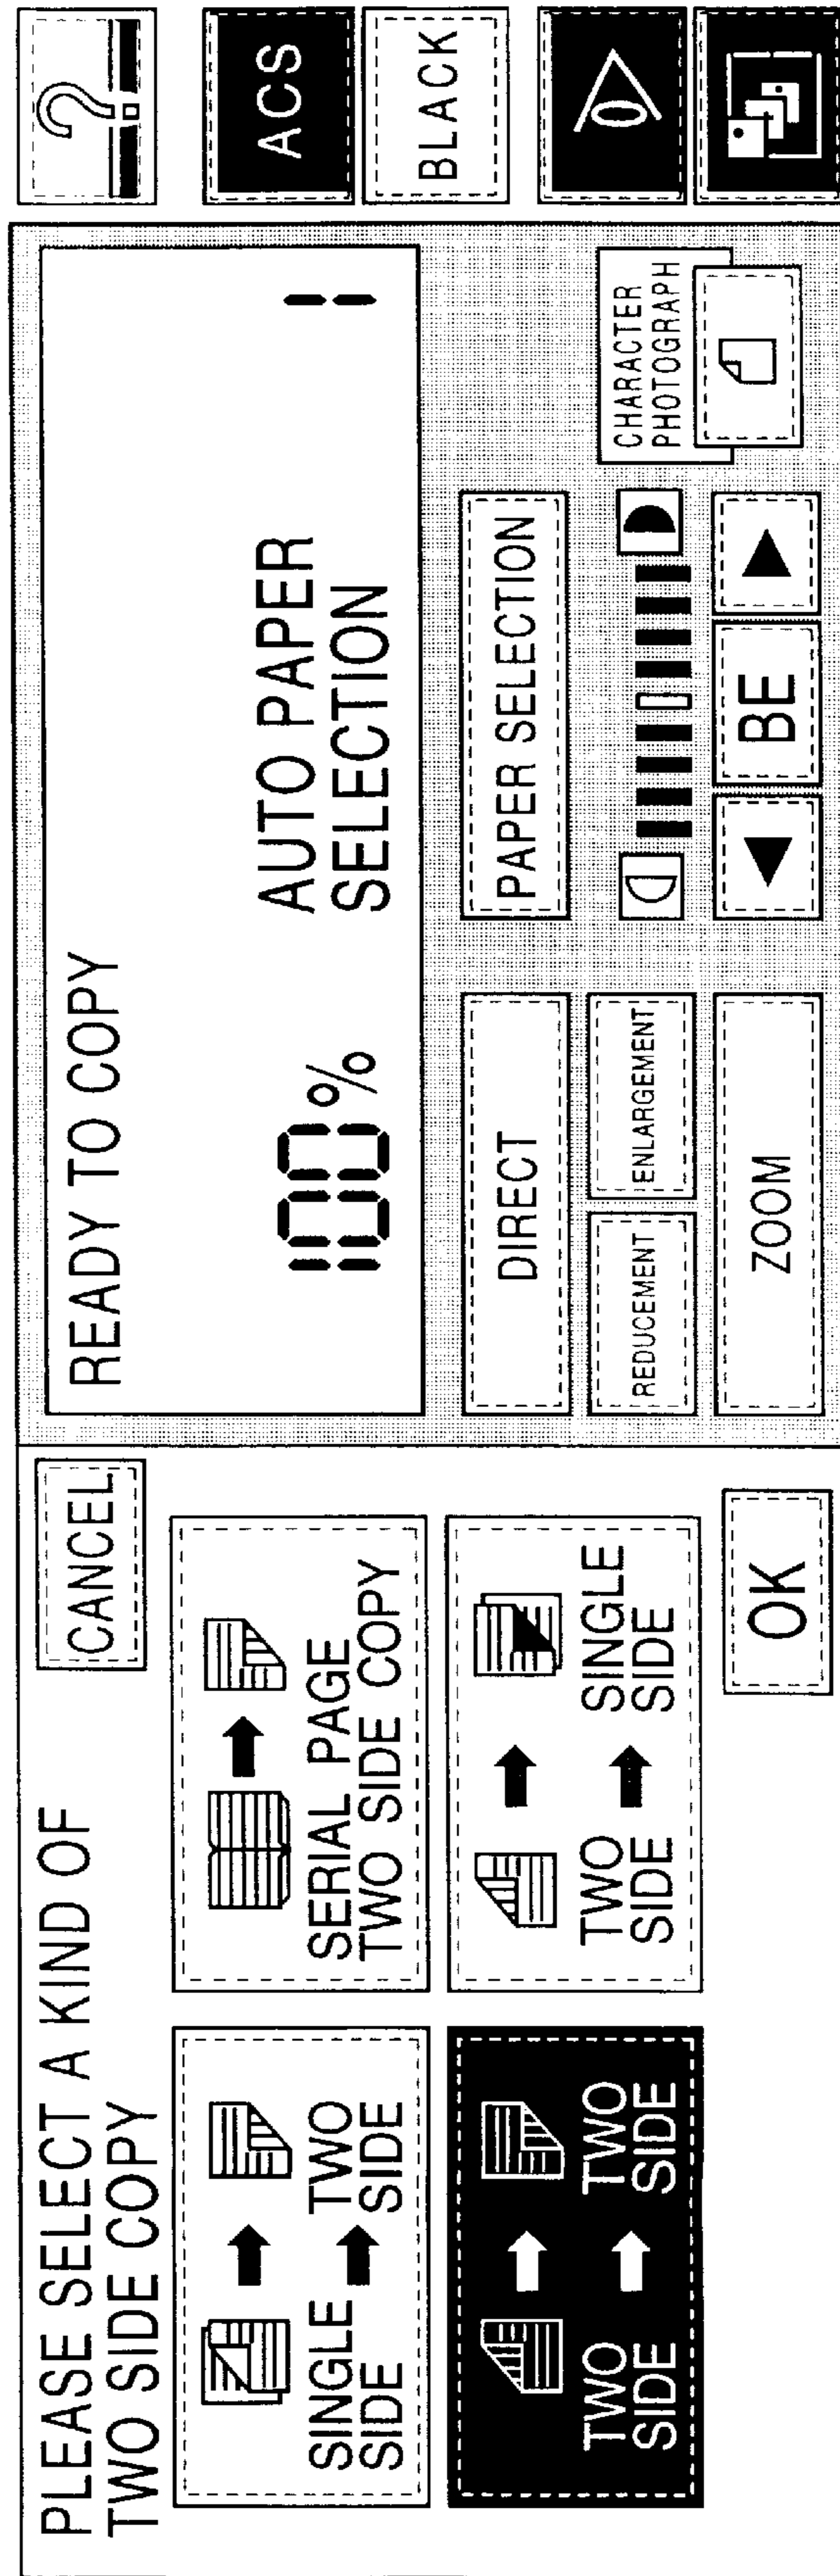 PLEASE SELECT A KIND OF
TWO SIDE COPY
CANCEL
SINGLE SIDE
TWO SIDE
SERIAL PAGE
TWO SIDE COPY
TWO SIDE
TWO SIDE
TWO SIDE
SINGLE SIDE
OK
READY TO COPY
100%
AUTO PAPER
SELECTION
1
DIRECT
REDUCEMENT
ENLARGEMENT
ZOOM
PAPER SELECTION
BE
CHARACTER
PHOTOGRAPH
?
ACS
BLACK